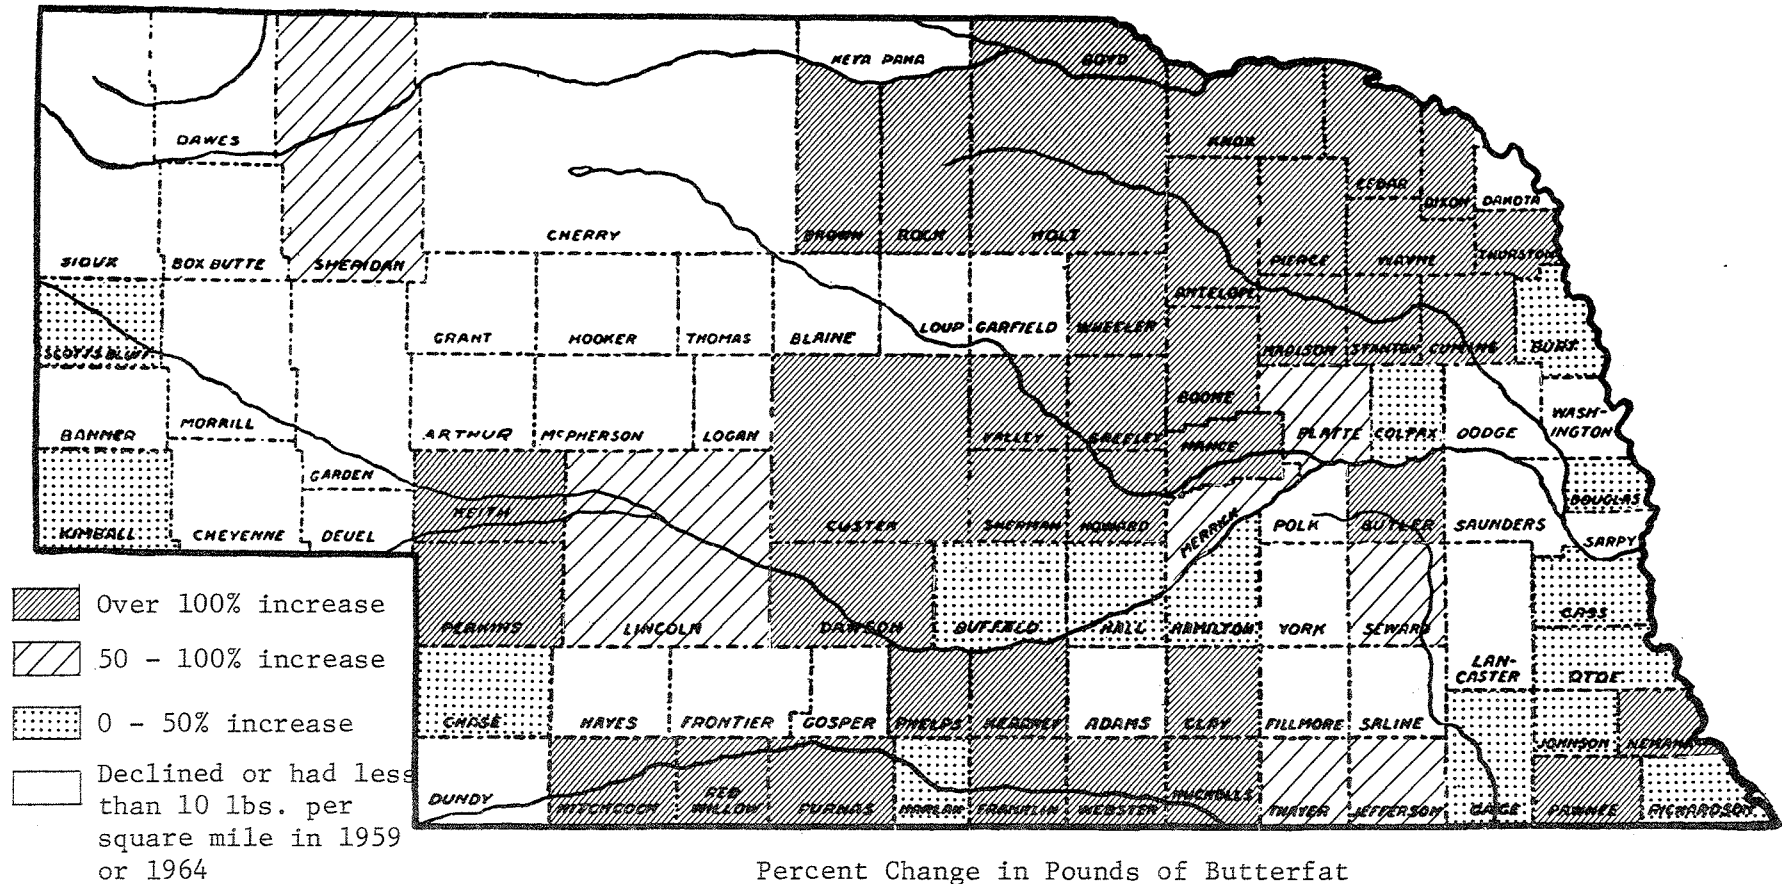 KEYA PAHA
BOYD
DAWES
KNOX
CEDAR
DIXON
DAKOTA
SIOUX
BOX BUTTE
SHERIDAN
CHERRY
BROWN
ROCK
HOLT
PIERCE
WAYNE
THURSTON
ANTELOPE
SCOTTS BLUFF
GRANT
HOOKER
THOMAS
BLAINE
LOUP
GARFIELD
WHEELER
MADISON
STANTON
CUMING
BURT
BANNER
MORRILL
ARTHUR
McPHERSON
LOGAN
VALLEY
GREELEY
BOONE
NANCE
PLATTE
COLFAX
DODGE
WASH-
INGTON
GARDEN
KIMBALL
CHEYENNE
DEUEL
KEITH
CUSTER
SHERMAN
HOWARD
MERRICK
POLK
BUTLER
SAUNDERS
DOUGLAS
SARPY
PERKINS
LINCOLN
DAWSON
BUFFALO
HALL
HAMILTON
YORK
SEWARD
CASS
CHASE
HAYES
FRONTIER
GOSPER
PHELPS
KEARNEY
ADAMS
CLAY
FILLMORE
SALINE
LAN-
CASTER
OTOE
DUNDY
HITCHCOCK
RED
WILLOW
FURNAS
HARLAN
FRANKLIN
WEBSTER
NUCKOLLS
THAYER
JEFFERSON
GAGE
JOHNSON
NEMAHA
PAWNEE
RICHARDSON
Over 100% increase
50 - 100% increase
0 - 50% increase
Declined or had less
than 10 lbs. per
square mile in 1959
or 1964
Percent Change in Pounds of Butterfat